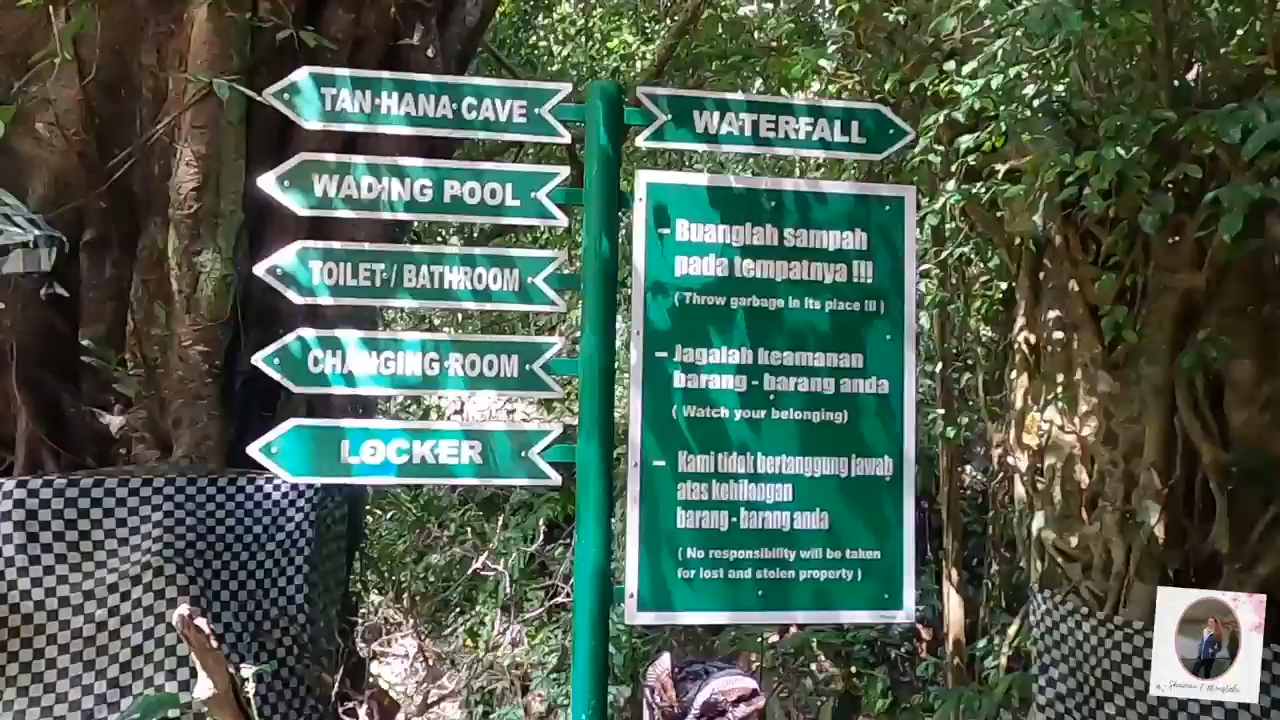 TAN·HANA·CAVE
WADING POOL
TOILET / BATHROOM
CHANGING ROOM
LOCKER
WATERFALL
- Buanglah sampah
pada tempatnya !!!
( Throw garbage in its place !!! )
- Jagalah keamanan
barang - barang anda
( Watch your belonging)
- Kami tidak bertanggung jawab
atas kehilangan
barang - barang anda
( No responsibility will be taken
for lost and stolen property )